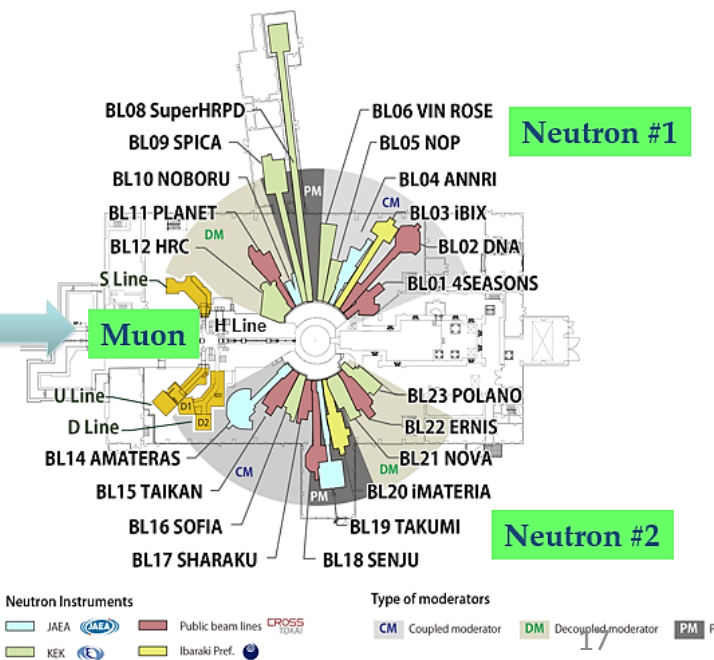 BL08 SuperHRPD
BL06 VIN ROSE
Neutron #1
BL09 SPICA
BL05 NOP
BL10 NOBORU
PM
BL04 ANNRI
CM
BL11 PLANET
BL03 iBIX
DM
BL12 HRC
BL02 DNA
S Line
BL01 4SEASONS
Muon
H Line
U Line
D1
D2
D Line
BL23 POLANO
BL22 ERNIS
BL14 AMATERAS
BL21 NOVA
CM
DM
BL15 TAIKAN
PM
BL20 iMATERIA
BL16 SOFIA
BL19 TAKUMI
Neutron #2
BL17 SHARAKU
BL18 SENJU
Neutron Instruments
Type of moderators
JAEA
JAEA
Public beam lines
CROSS
TOKAI
CM Coupled moderator
DM Decoupled moderator
PM P
17
KEK
Ibaraki Pref.